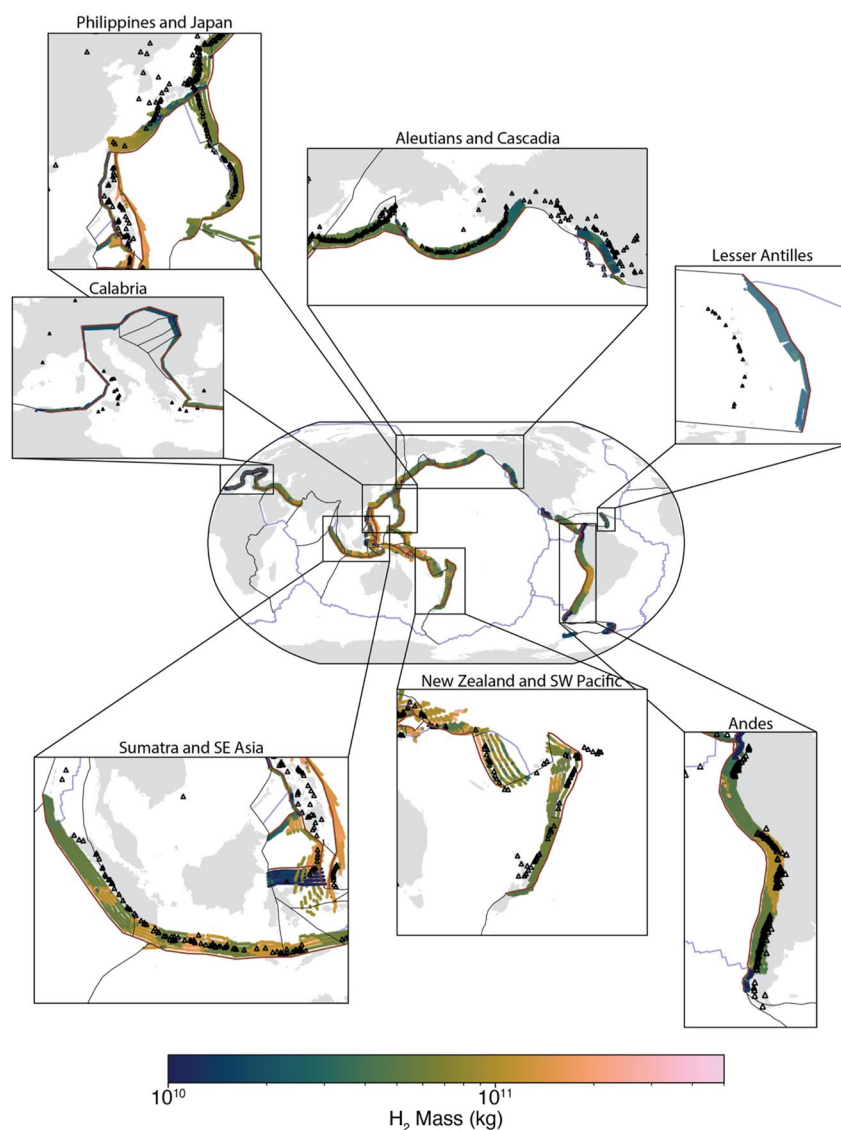 Philippines and Japan
Aleutians and Cascadia
Lesser Antilles
Calabria
New Zealand and SW Pacific
Andes
Sumatra and SE Asia
10¹⁰
10¹¹
H₂ Mass (kg)